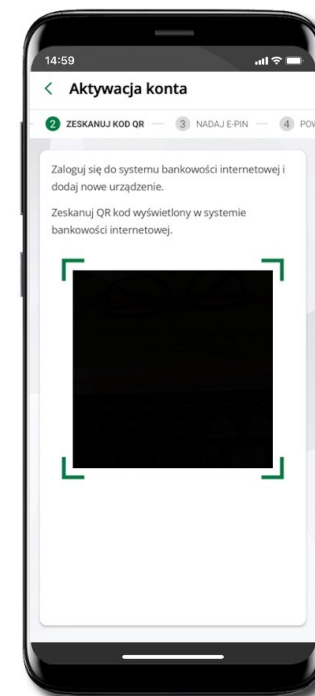 14:59
Aktywacja konta
2 ZESKANUJ KOD QR 3 NADAJ E-PIN 4 POW
Zaloguj się do systemu bankowości internetowej i
dodaj nowe urządzenie.
Zeskanuj QR kod wyświetlony w systemie
bankowości internetowej.